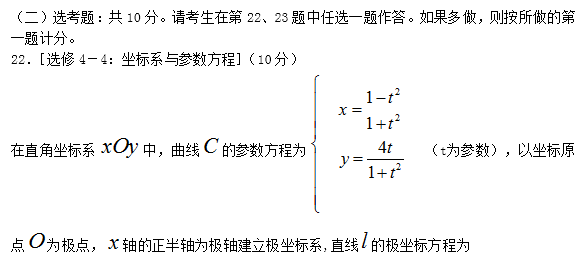 (二)选考题：共 10 分。请考生在第 22、23题中任选一题作答。如果多做，则按所做的第
一题计分。
22．[选修 4－4：坐标系与参数方程]（10 分）
在直角坐标系 xOy 中，曲线 C 的参数方程为 { x = (1−t²)/(1+t²) y = 4t/(1+t²) （t为参数），以坐标原
点 O 为极点，x 轴的正半轴为极轴建立极坐标系,直线 l 的极坐标方程为